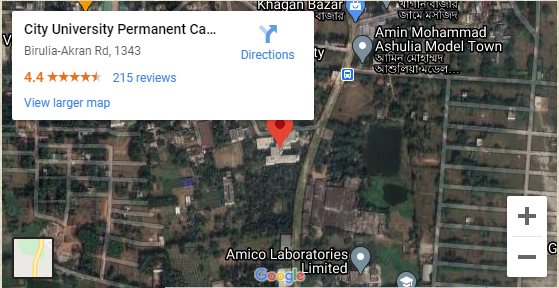 City University Permanent Ca...
Birulia-Akran Rd, 1343
4.4
215 reviews
View larger map
Directions
Khagan Bazar
বাজার
খাগান বাজার
জামে মসজিদ
Amin Mohammad
Ashulia Model Town
আমিন মোহাম্মদ
আশুলিয়া মডেল...
Amico Laboratories
Limited
Google
G